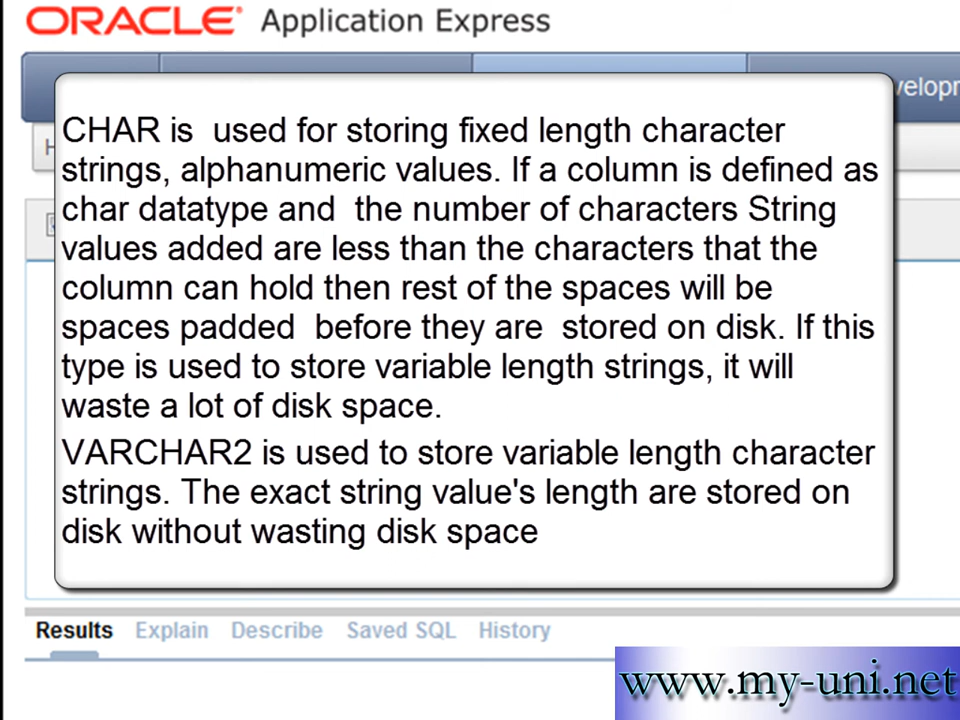 ORACLE® Application Express
velopr
CHAR is used for storing fixed length character
strings, alphanumeric values. If a column is defined as
char datatype and the number of characters String
values added are less than the characters that the
column can hold then rest of the spaces will be
spaces padded before they are stored on disk. If this
type is used to store variable length strings, it will
waste a lot of disk space.
VARCHAR2 is used to store variable length character
strings. The exact string value's length are stored on
disk without wasting disk space
Results Explain Describe Saved SQL History
www.my-uni.net